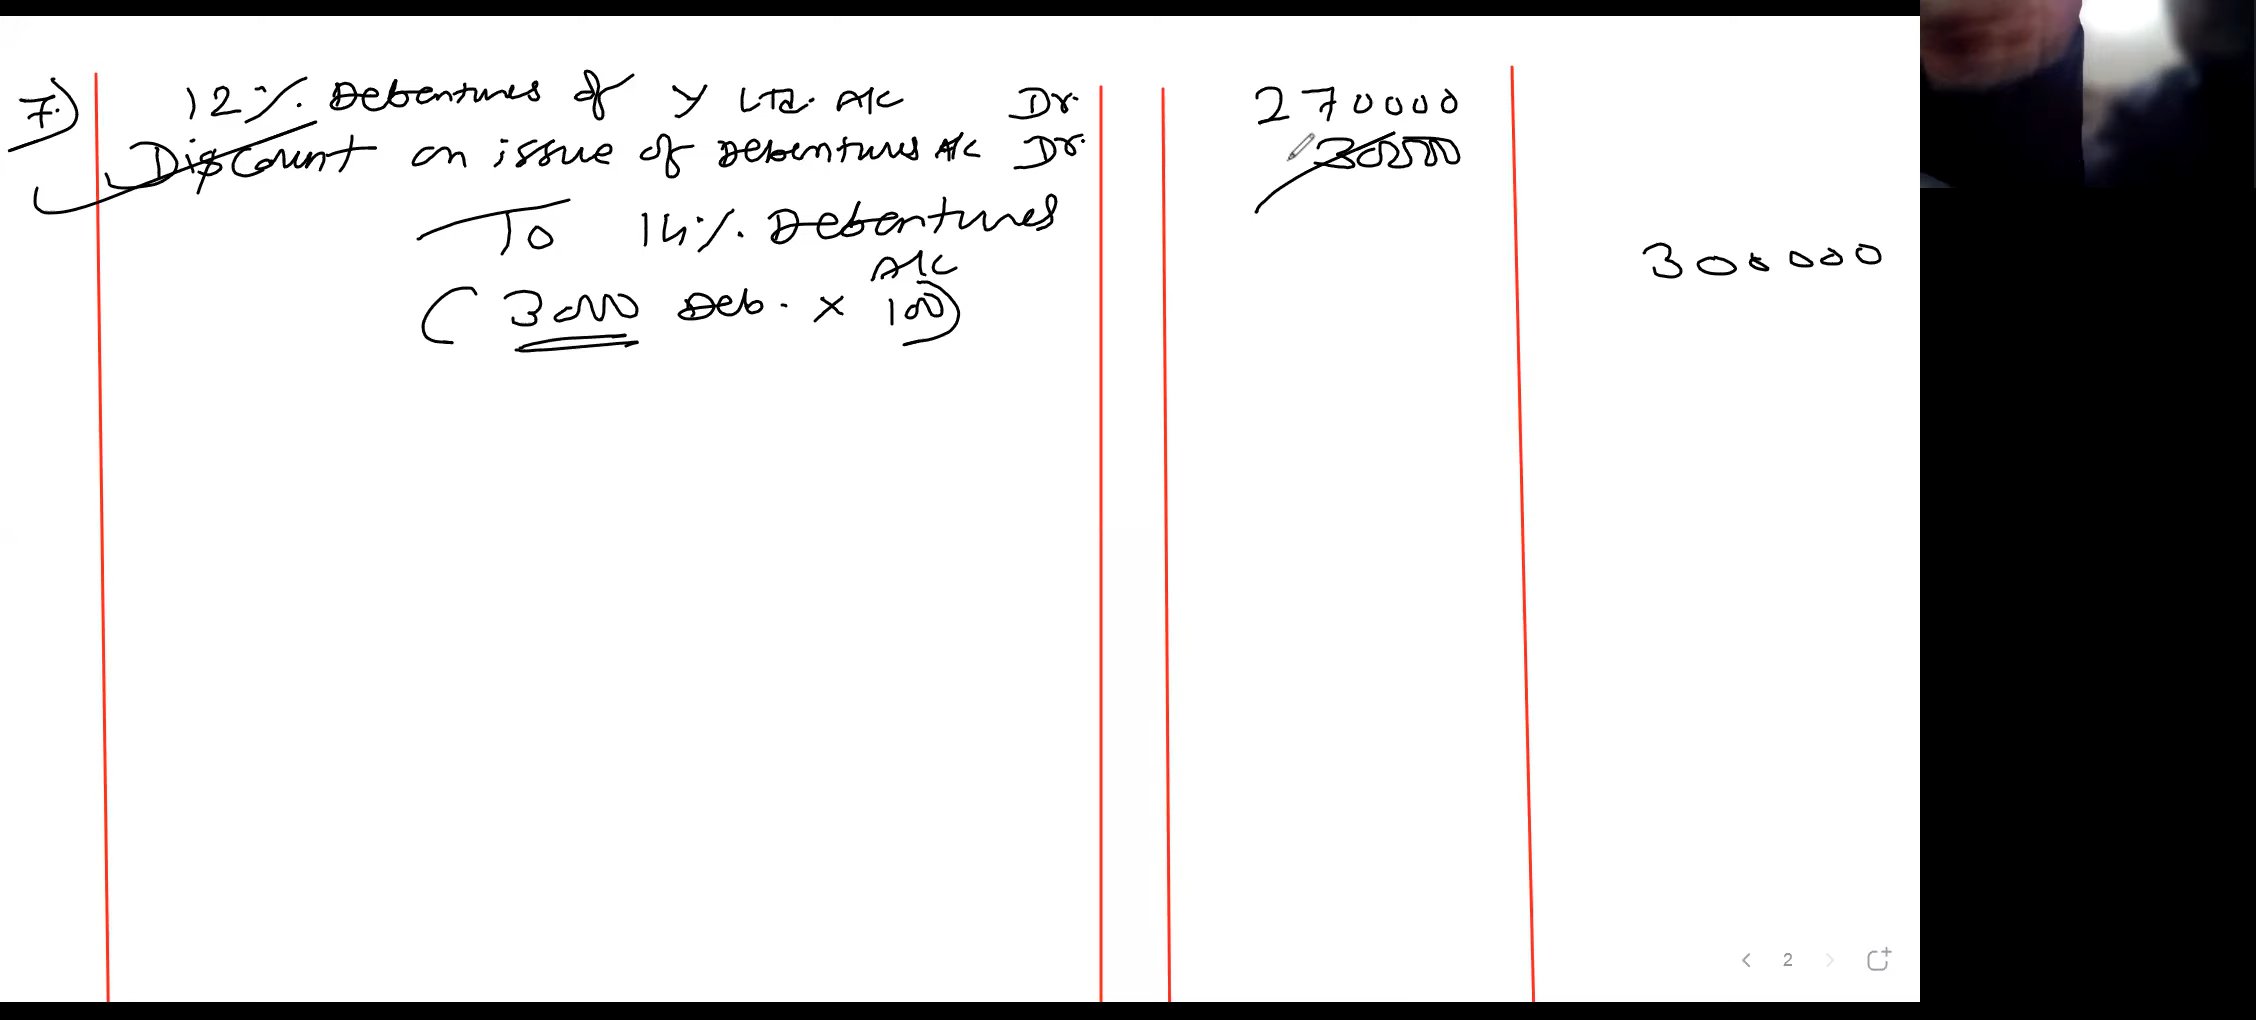 7.) 12%. Debentures of Y LTd. A/c Dr. 270000
Discount on issue of Debentures A/c Dr. 30000
To 14%. Debentures 300000
A/c
(3000 Deb. × 100)
2